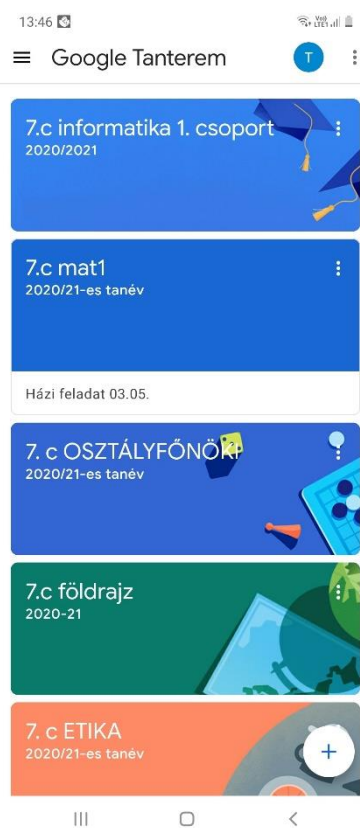 13:46
Google Tanterem
T
7.c informatika 1. csoport
2020/2021
7.c mat1
2020/21-es tanév
Házi feladat 03.05.
7. c OSZTÁLYFŐNÖKI
2020/21-es tanév
7.c földrajz
2020-21
7. c ETIKA
2020/21-es tanév